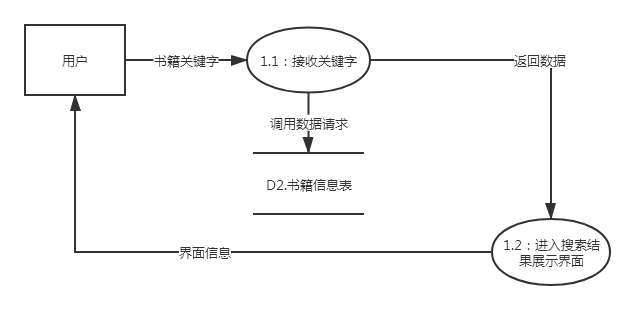 用户
书籍关键字
1.1：接收关键字
返回数据
调用数据请求
D2.书籍信息表
1.2：进入搜索结
果展示界面
界面信息